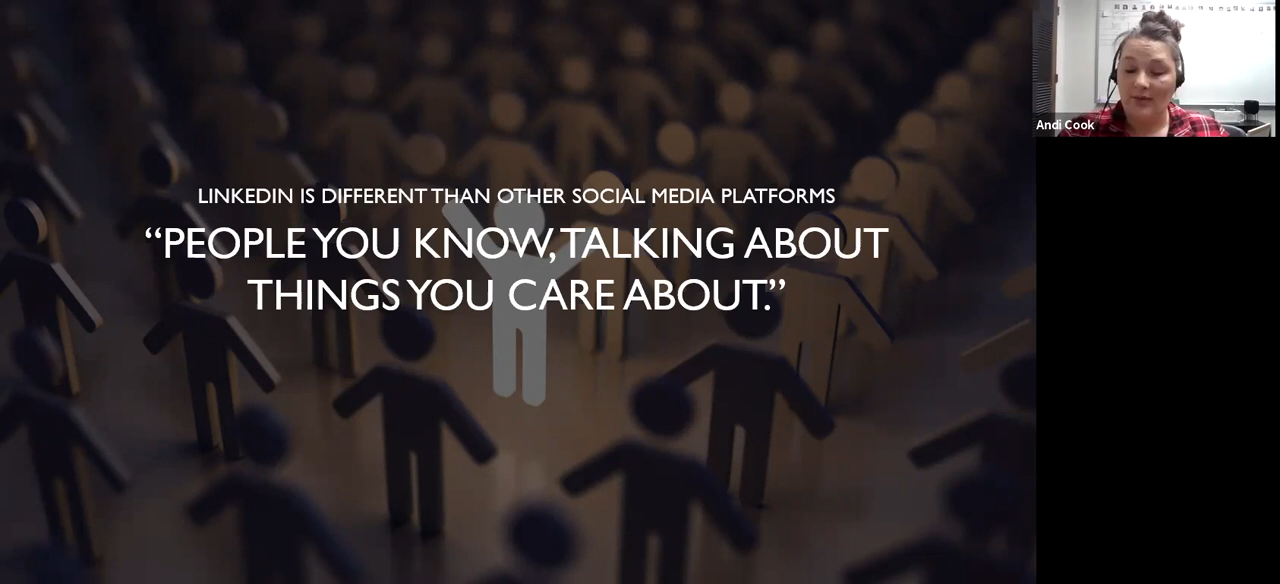 LINKEDIN IS DIFFERENT THAN OTHER SOCIAL MEDIA PLATFORMS
“PEOPLE YOU KNOW, TALKING ABOUT
THINGS YOU CARE ABOUT.”
Andi Cook